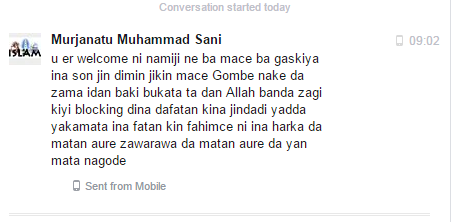 Conversation started today
Murjanatu Muhammad Sani
09:02
ISLAM
u er welcome ni namiji ne ba mace ba gaskiya
ina son jin dimin jikin mace Gombe nake da
zama idan baki bukata ta dan Allah banda zagi
kiyi blocking dina dafatan kina jindadi yadda
yakamata ina fatan kin fahimce ni ina harka da
matan aure zawarawa da matan aure da yan
mata nagode
Sent from Mobile